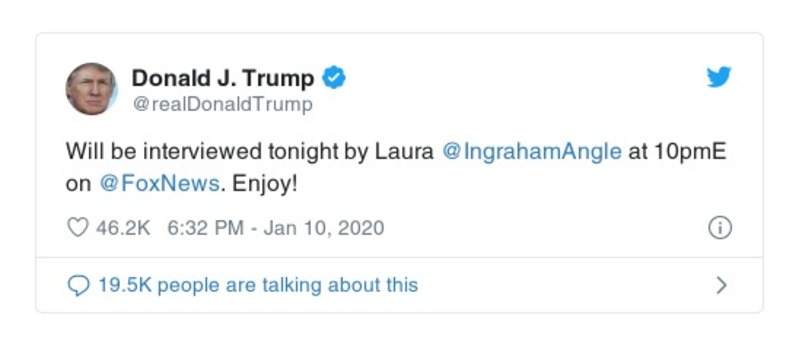 Donald J. Trump
@realDonaldTrump
Will be interviewed tonight by Laura @IngrahamAngle at 10pmE
on @FoxNews. Enjoy!
46.2K 6:32 PM - Jan 10, 2020
19.5K people are talking about this